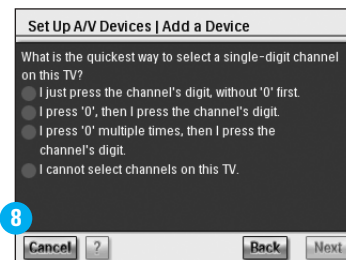 Set Up A/V Devices | Add a Device
What is the quickest way to select a single-digit channel
on this TV?
I just press the channel's digit, without '0' first.
I press '0', then I press the channel's digit.
I press '0' multiple times, then I press the
channel's digit.
I cannot select channels on this TV.
8
Cancel ? Back Next